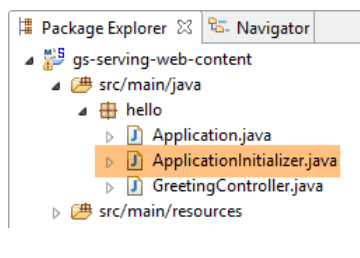 Package Explorer Navigator
gs-serving-web-content
src/main/java
hello
Application.java
ApplicationInitializer.java
GreetingController.java
src/main/resources